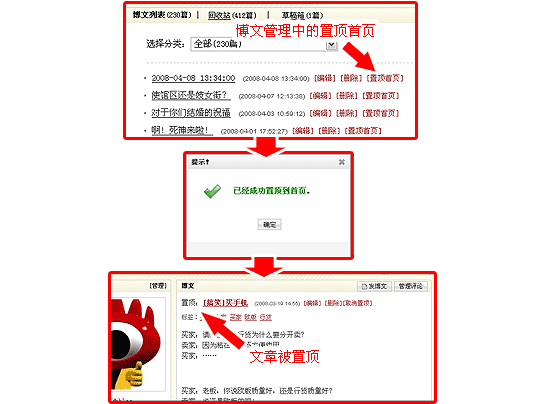 博文列表(230篇) | 回收站(412篇) | 草稿箱(1篇)
博文管理中的置顶首页
选择分类: 全部(230篇)
· 2008-04-08 13:34:00 (2008-04-08 13:34:00) [编辑] [删除] [置顶首页]
· 使馆区还是彼女街? (2008-04-07 12:13:38) [编辑] [删除] [置顶首页]
· 对于你们结婚的祝福 (2008-04-03 10:59:12) [编辑] [删除] [置顶首页]
· 啊!死神来啦! (2008-04-01 17:52:27) [编辑] [删除] [置顶首页]
提示!
已经成功置顶到首页。
确定
[管理]
博文
发博文 管理评论
置顶: [搞笑]买手机 (2008-03-19 14:55) [编辑] [删除] [取消置顶]
标签: 买家 欧版 行货
买家: 行货为什么要分开卖?
卖家: 因为
买家: ……
文章被置顶
买家: 老板,你说欧版质量好,还是行货质量好?